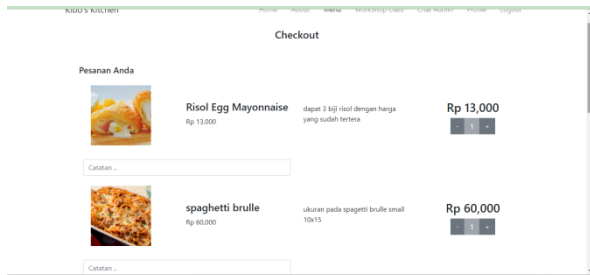 Kibo's Kitchen Home About Menu Workshop Class Chat Admin Profile Logout
Checkout
Pesanan Anda
Risol Egg Mayonnaise
Rp 13,000
dapat 3 biji risol dengan harga
yang sudah tertera
Rp 13,000
- 1 +
Catatan ..
spaghetti brulle
Rp 60,000
ukuran pada spagetti brulle small
10x15
Rp 60,000
- 1 +
Catatan ..